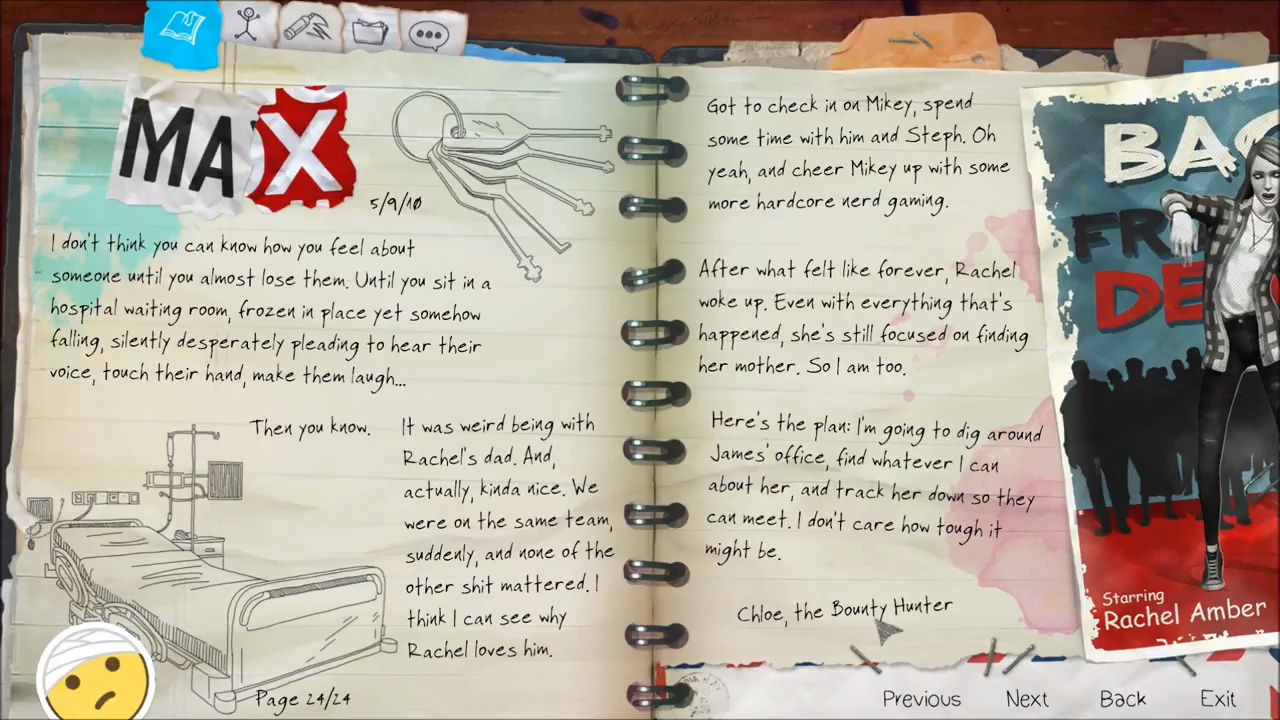 MAX
5/9/10
I don't think you can know how you feel about
someone until you almost lose them. Until you sit in a
hospital waiting room, frozen in place yet somehow
falling, silently desperately pleading to hear their
voice, touch their hand, make them laugh...
Then you know.
It was weird being with
Rachel's dad. And,
actually, kinda nice. We
were on the same team,
suddenly, and none of the
other shit mattered. I
think I can see why
Rachel loves him.
Page 24/24
Got to check in on Mikey, spend
some time with him and Steph. Oh
yeah, and cheer Mikey up with some
more hardcore nerd gaming.
After what felt like forever, Rachel
woke up. Even with everything that's
happened, she's still focused on finding
her mother. So I am too.
Here's the plan: I'm going to dig around
James' office, find whatever I can
about her, and track her down so they
can meet. I don't care how tough it
might be.
Chloe, the Bounty Hunter
BAC
FR
DE
Starring
Rachel Amber
Previous
Next
Back
Exit